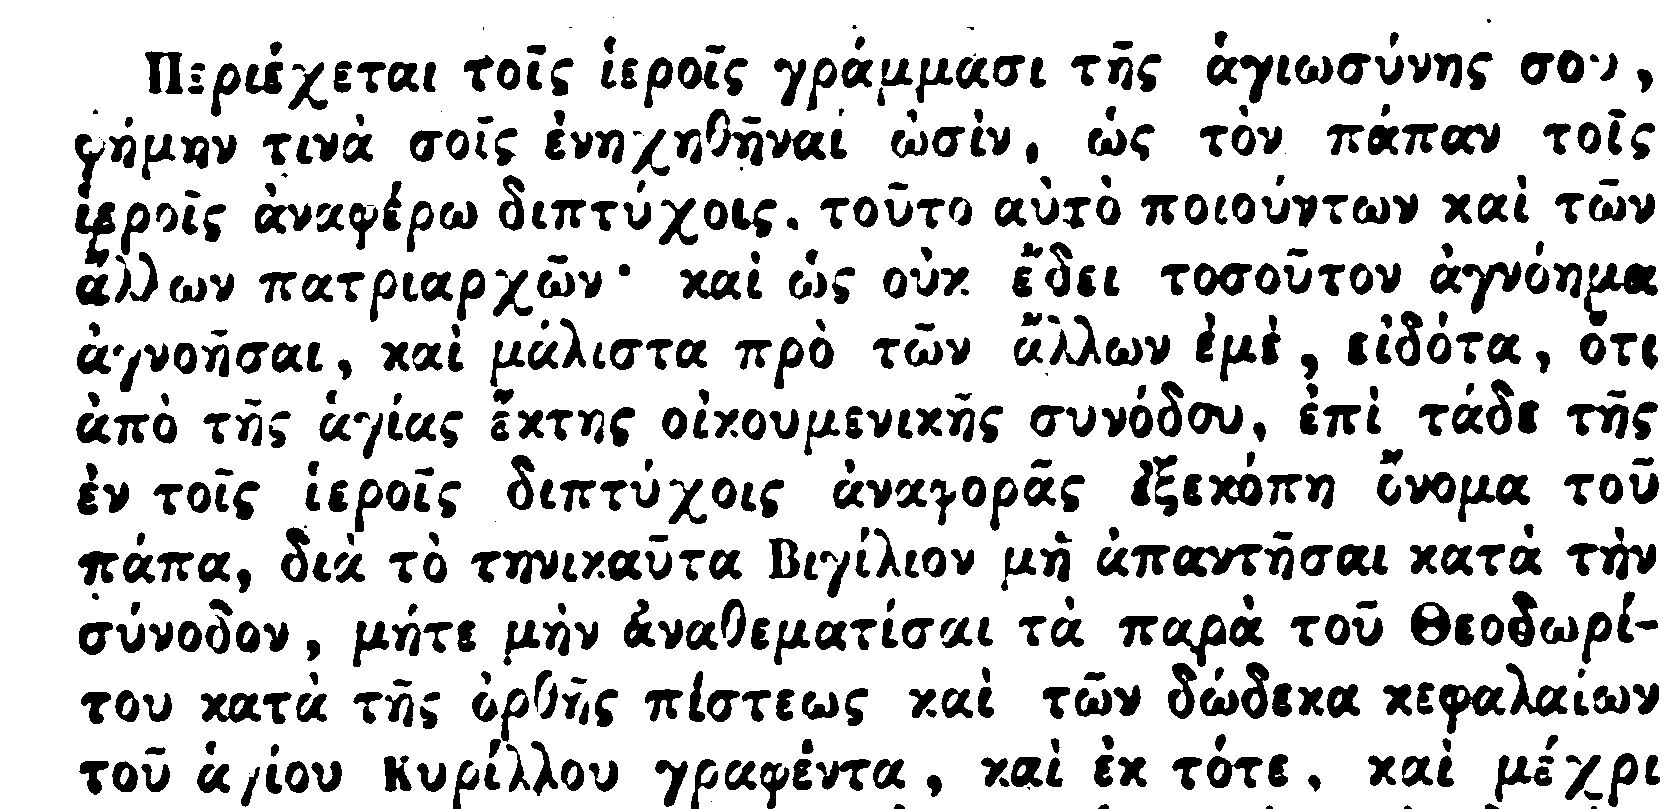 Περιέχεται τοῖς ἱεροῖς γράμμασι τῆς ἁγιωσύνης σου,
φήμην τινὰ σοῖς ἐνηχηθῆναι ὠσὶν, ὡς τὸν πάπαν τοῖς
ἱεροῖς ἀναφέρω διπτύχοις. τοῦτο αὐτὸ ποιούντων καὶ τῶν
ἄλλων πατριαρχῶν· καὶ ὡς οὐκ ἔδει τοσοῦτον ἀγνόημα
ἀγνοῆσαι, καὶ μάλιστα πρὸ τῶν ἄλλων ἐμὲ, εἰδότα, ὅτι
ἀπὸ τῆς ἁγίας ἕκτης οἰκουμενικῆς συνόδου, ἐπὶ τάδε τῆς
ἐν τοῖς ἱεροῖς διπτύχοις ἀναφορᾶς ἐξεκόπη ὄνομα τοῦ
πάπα, διὰ τὸ τηνικαῦτα Βιγίλιον μὴ ἀπαντῆσαι κατὰ τὴν
σύνοδον, μήτε μὴν ἀναθεματίσαι τὰ παρὰ τοῦ Θεοδωρί-
του κατὰ τῆς ὀρθῆς πίστεως καὶ τῶν δώδεκα κεφαλαίων
τοῦ ἁγίου Κυρίλλου γραφέντα, καὶ ἐκ τότε, καὶ μέχρι